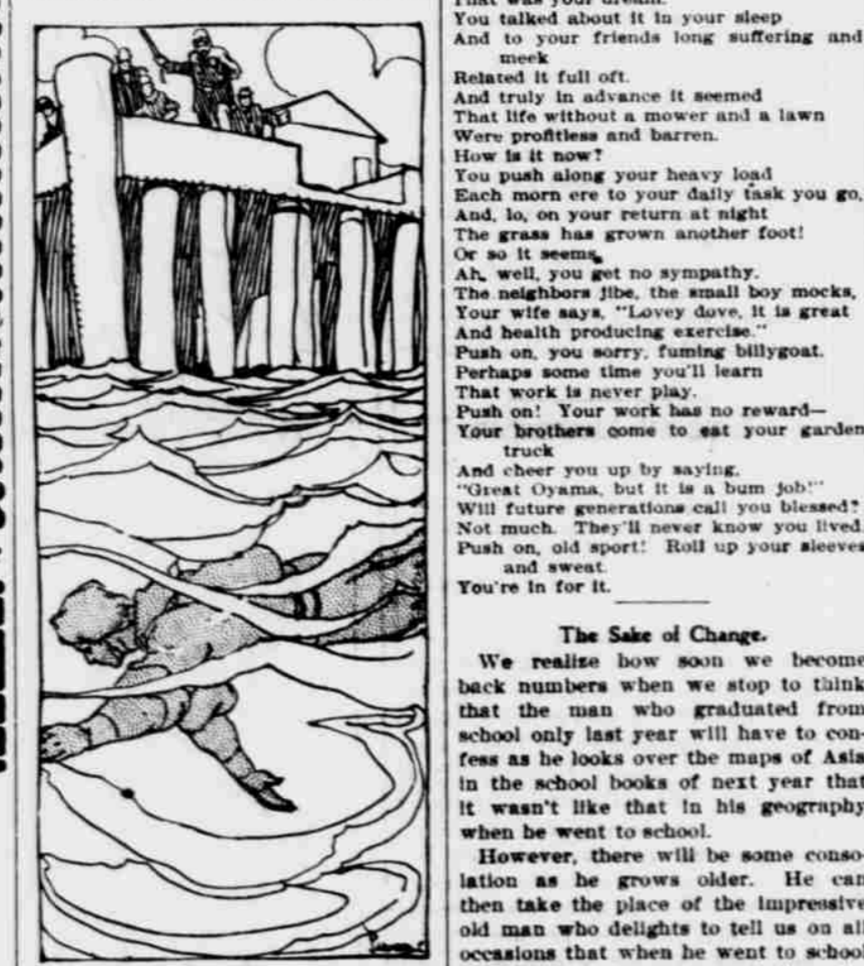 That was your dream.
You talked about it in your sleep
And to your friends long suffering and
meek
Related it full oft.
And truly in advance it seemed
That life without a mower and a lawn
Were profitless and barren.
How is it now?
You push along your heavy load
Each morn ere to your daily task you go,
And, lo, on your return at night
The grass has grown another foot!
Or so it seems.
Ah, well, you get no sympathy.
The neighbors jibe, the small boy mocks,
Your wife says, "Lovey dove, it is great
And health producing exercise."
Push on, you sorry, fuming billygoat.
Perhaps some time you'll learn
That work is never play.
Push on! Your work has no reward—
Your brothers come to eat your garden
truck
And cheer you up by saying,
"Great Oyama, but it is a bum job!"
Will future generations call you blessed?
Not much. They'll never know you lived.
Push on, old sport! Roll up your sleeves
and sweat.
You're in for it.
The Sake of Change.
We realize how soon we become
back numbers when we stop to think
that the man who graduated from
school only last year will have to con-
fess as he looks over the maps of Asia
in the school books of next year that
it wasn't like that in his geography
when he went to school.
However, there will be some conso-
lation as he grows older. He can
then take the place of the impressive
old man who delights to tell us on all
occasions that when he went to school